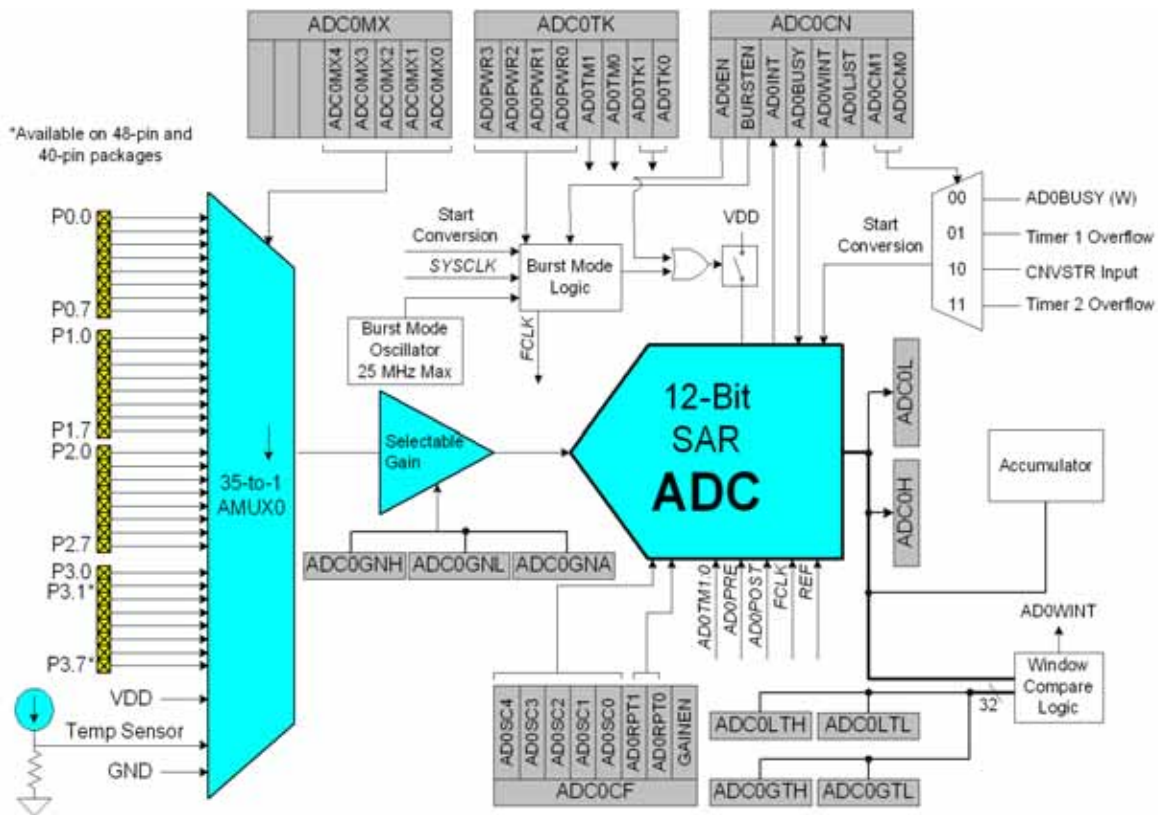 ADC0MX
ADC0MX4
ADC0MX3
ADC0MX2
ADC0MX1
ADC0MX0
ADC0TK
AD0PWR3
AD0PWR2
AD0PWR1
AD0PWR0
AD0TM1
AD0TM0
AD0TK1
AD0TK0
ADC0CN
AD0EN
BURSTEN
AD0INT
AD0BUSY
AD0WINT
AD0LJST
AD0CM1
AD0CM0
*Available on 48-pin and
40-pin packages
P0.0
P0.7
P1.0
P1.7
P2.0
P2.7
P3.0
P3.1*
P3.7*
VDD
Temp Sensor
GND
35-to-1
AMUX0
Start
Conversion
SYSCLK
Burst Mode
Logic
Burst Mode
Oscillator
25 MHz Max
FCLK
VDD
Start
Conversion
00
01
10
11
AD0BUSY (W)
Timer 1 Overflow
CNVSTR Input
Timer 2 Overflow
Selectable
Gain
ADC0GNH
ADC0GNL
ADC0GNA
12-Bit
SAR
ADC
ADC0L
ADC0H
Accumulator
AD0TM1:0
AD0PRE
AD0POST
FCLK
REF
AD0WINT
Window
Compare
Logic
32
ADC0LTH
ADC0LTL
ADC0GTH
ADC0GTL
AD0SC4
AD0SC3
AD0SC2
AD0SC1
AD0SC0
AD0RPT1
AD0RPT0
GAINEN
ADC0CF